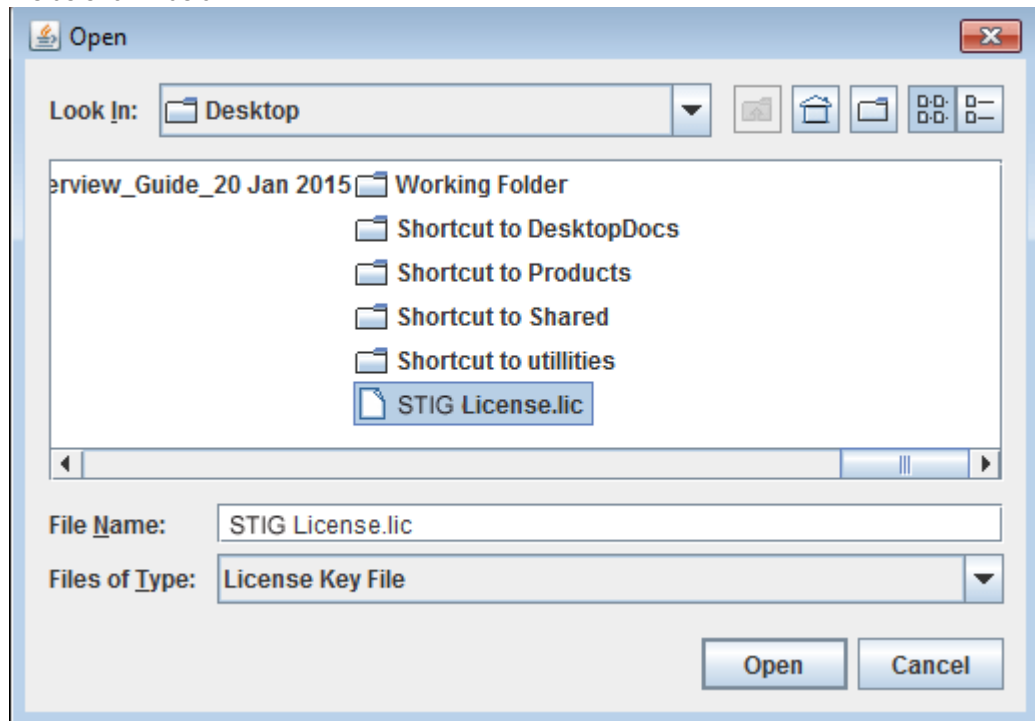 Open
Look In: Desktop
erview_Guide_20 Jan 2015 Working Folder
Shortcut to DesktopDocs
Shortcut to Products
Shortcut to Shared
Shortcut to utillities
STIG License.lic
File Name: STIG License.lic
Files of Type: License Key File
Open Cancel